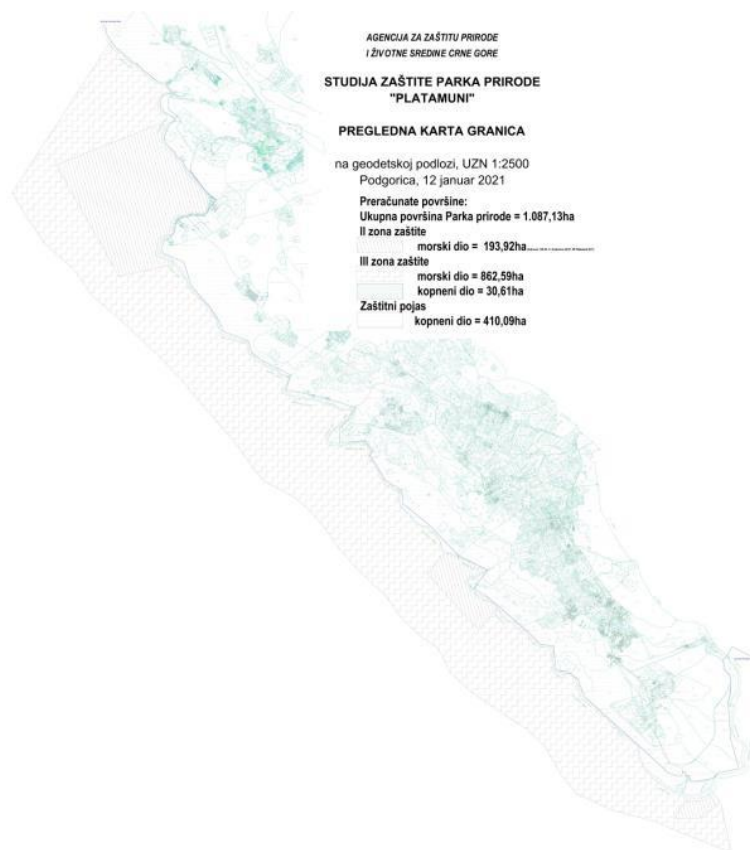 AGENCIJA ZA ZAŠTITU PRIRODE
I ŽIVOTNE SREDINE CRNE GORE
STUDIJA ZAŠTITE PARKA PRIRODE
"PLATAMUNI"
PREGLEDNA KARTA GRANICA
na geodetskoj podlozi, UZN 1:2500
Podgorica, 12 januar 2021
Preračunate površine:
Ukupna površina Parka prirode = 1.087,13ha
II zona zaštite
morski dio = 193,92ha
III zona zaštite
morski dio = 862,59ha
kopneni dio = 30,61ha
Zaštitni pojas
kopneni dio = 410,09ha